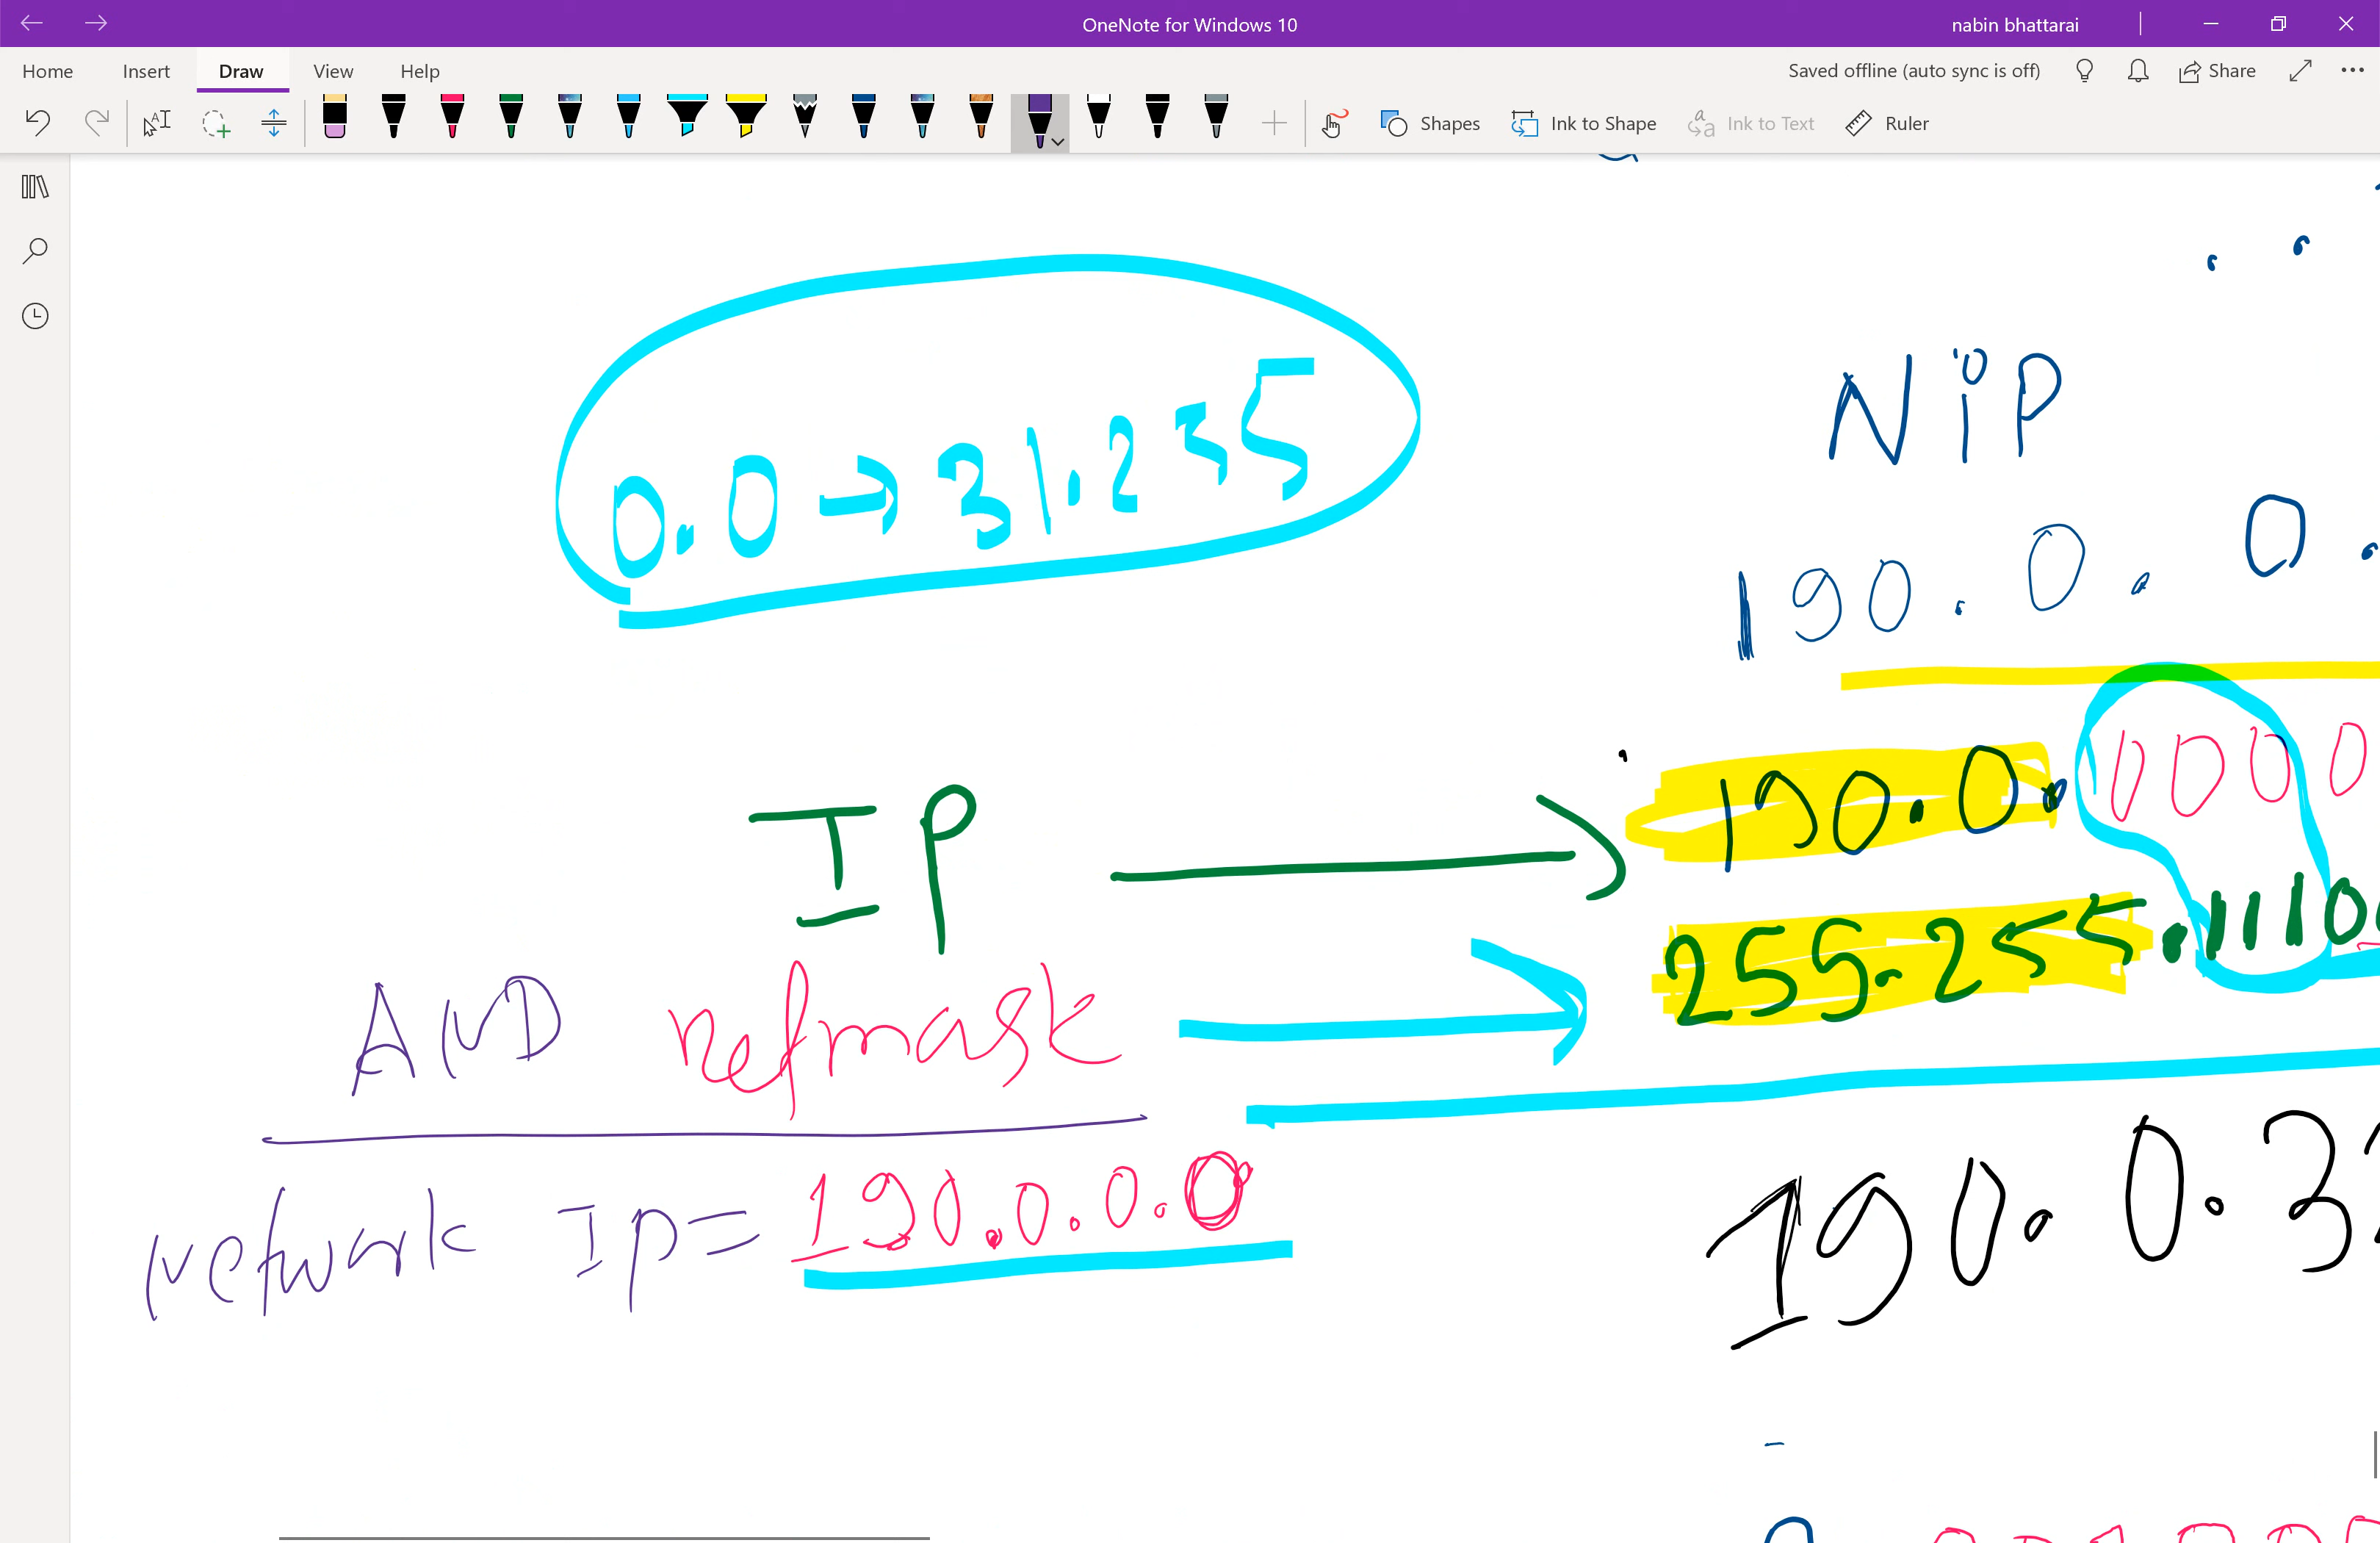 OneNote for Windows 10
nabin bhattarai
Home Insert Draw View Help
Saved offline (auto sync is off)
Share
Shapes
Ink to Shape
Ink to Text
Ruler
0.0 → 31.255
NiP
190.0.0.
IP → 190.0.0000
AND netmask → 255.255.1110
network Ip = 190.0.0.0
190.0.3